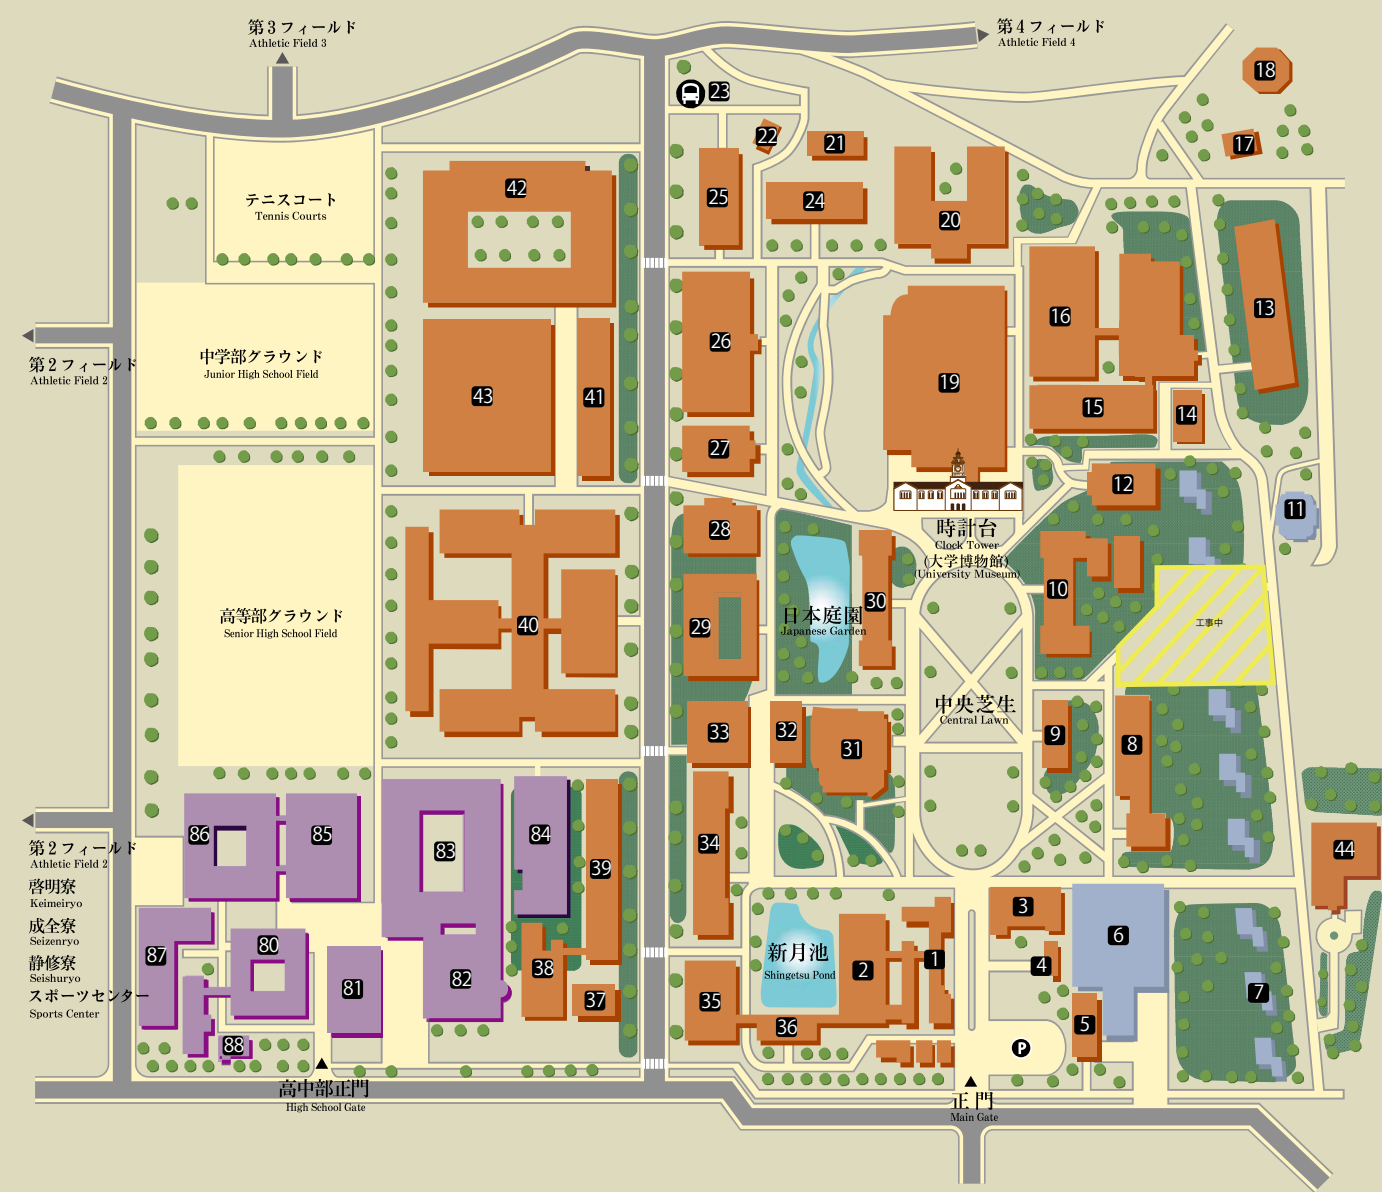 第3フィールド
Athletic Field 3
第4フィールド
Athletic Field 4
18
23
22
21
17
25
24
42
20
テニスコート
Tennis Courts
13
16
26
第2フィールド
Athletic Field 2
中学部グラウンド
Junior High School Field
43
41
19
15
14
27
12
11
28
時計台
Clock Tower
(大学博物館)
(University Museum)
10
30
日本庭園
Japanese Garden
29
40
高等部グラウンド
Senior High School Field
工事中
中央芝生
Central Lawn
33
32
31
9
8
86
85
83
84
39
34
44
第2フィールド
Athletic Field 2
啓明寮
Keimeiryo
成全寮
Seizenryo
静修寮
Seishuryo
スポーツセンター
Sports Center
87
80
81
82
38
37
88
新月池
Shingetsu Pond
2
1
3
4
5
6
7
35
36
P
高中部正門
High School Gate
正門
Main Gate